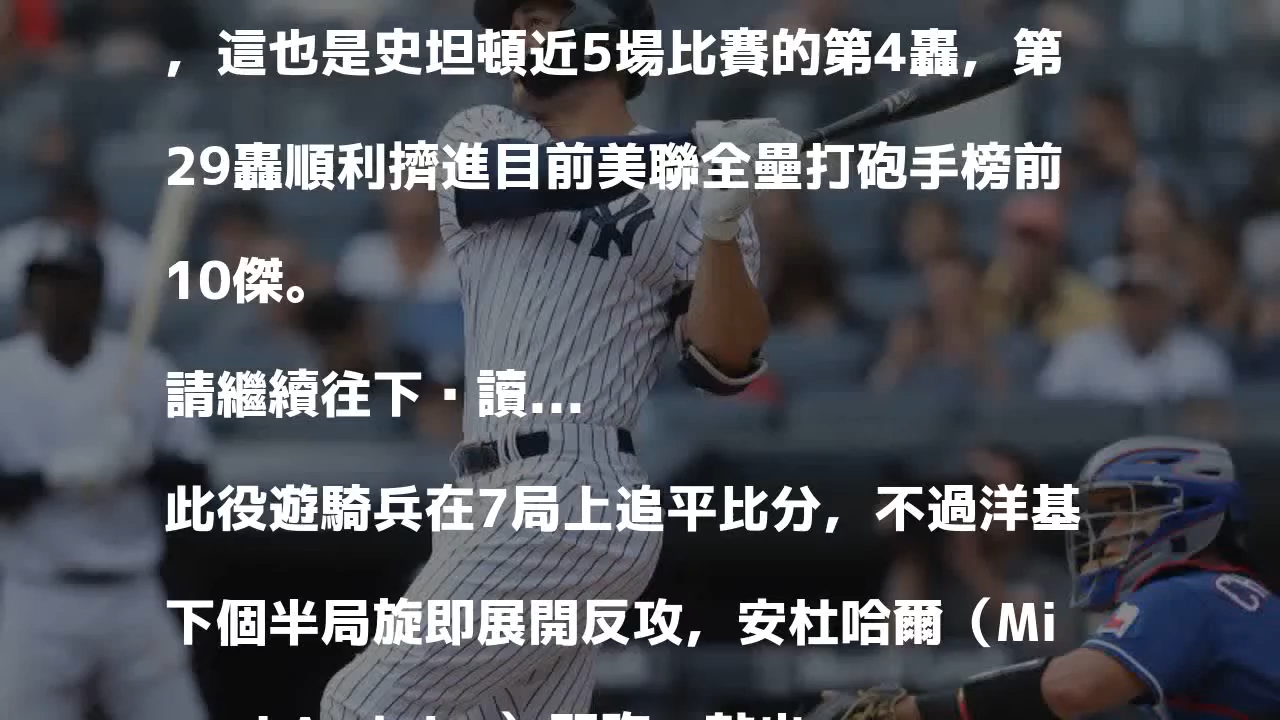 ，這也是史坦頓近5場比賽的第4轟，第
29轟順利擠進目前美聯全壘打砲手榜前
10傑。
請繼續往下·讀...
此役遊騎兵在7局上追平比分，不過洋基
下個半局旋即展開反攻，安杜哈爾（Mi
NY